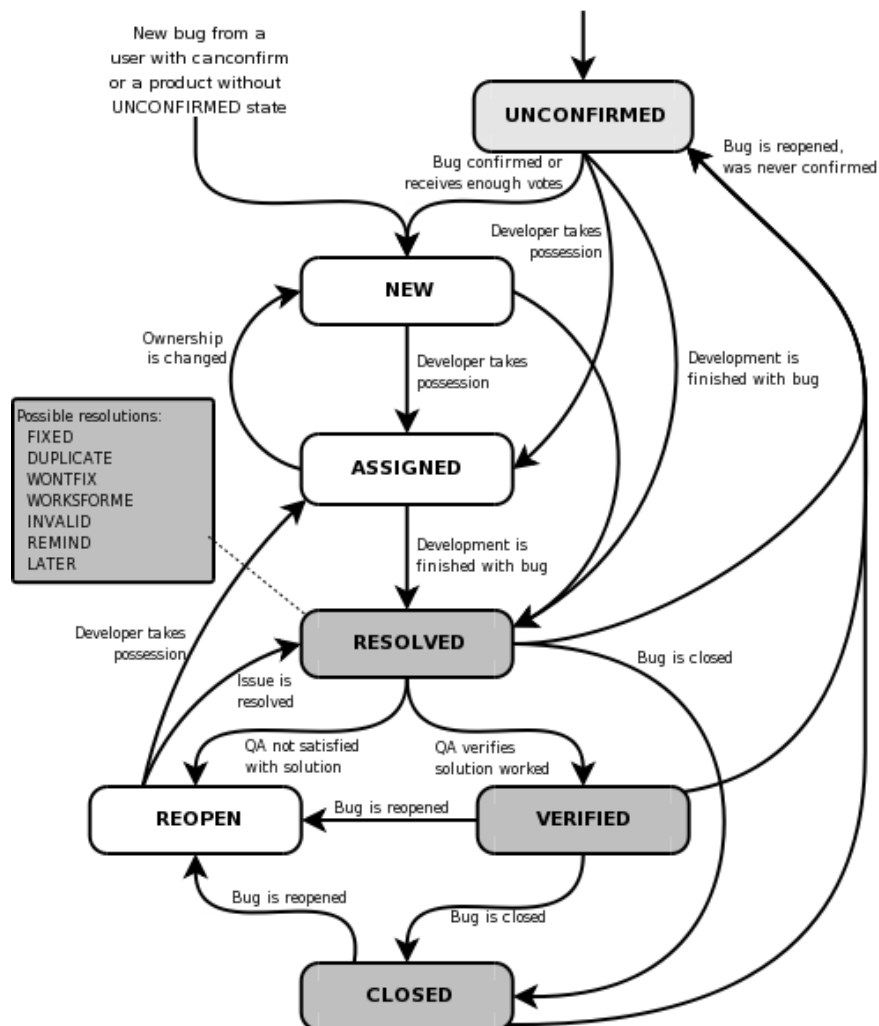 New bug from a
user with canconfirm
or a product without
UNCONFIRMED state
UNCONFIRMED
Bug is reopened,
was never confirmed
Bug confirmed or
receives enough votes
Developer takes
possession
NEW
Ownership
is changed
Developer takes
possession
Development is
finished with bug
Possible resolutions:
FIXED
DUPLICATE
WONTFIX
WORKSFORME
INVALID
REMIND
LATER
ASSIGNED
Development is
finished with bug
Developer takes
possession
RESOLVED
Bug is closed
Issue is
resolved
QA not satisfied
with solution
QA verifies
solution worked
REOPEN
Bug is reopened
VERIFIED
Bug is reopened
Bug is closed
CLOSED